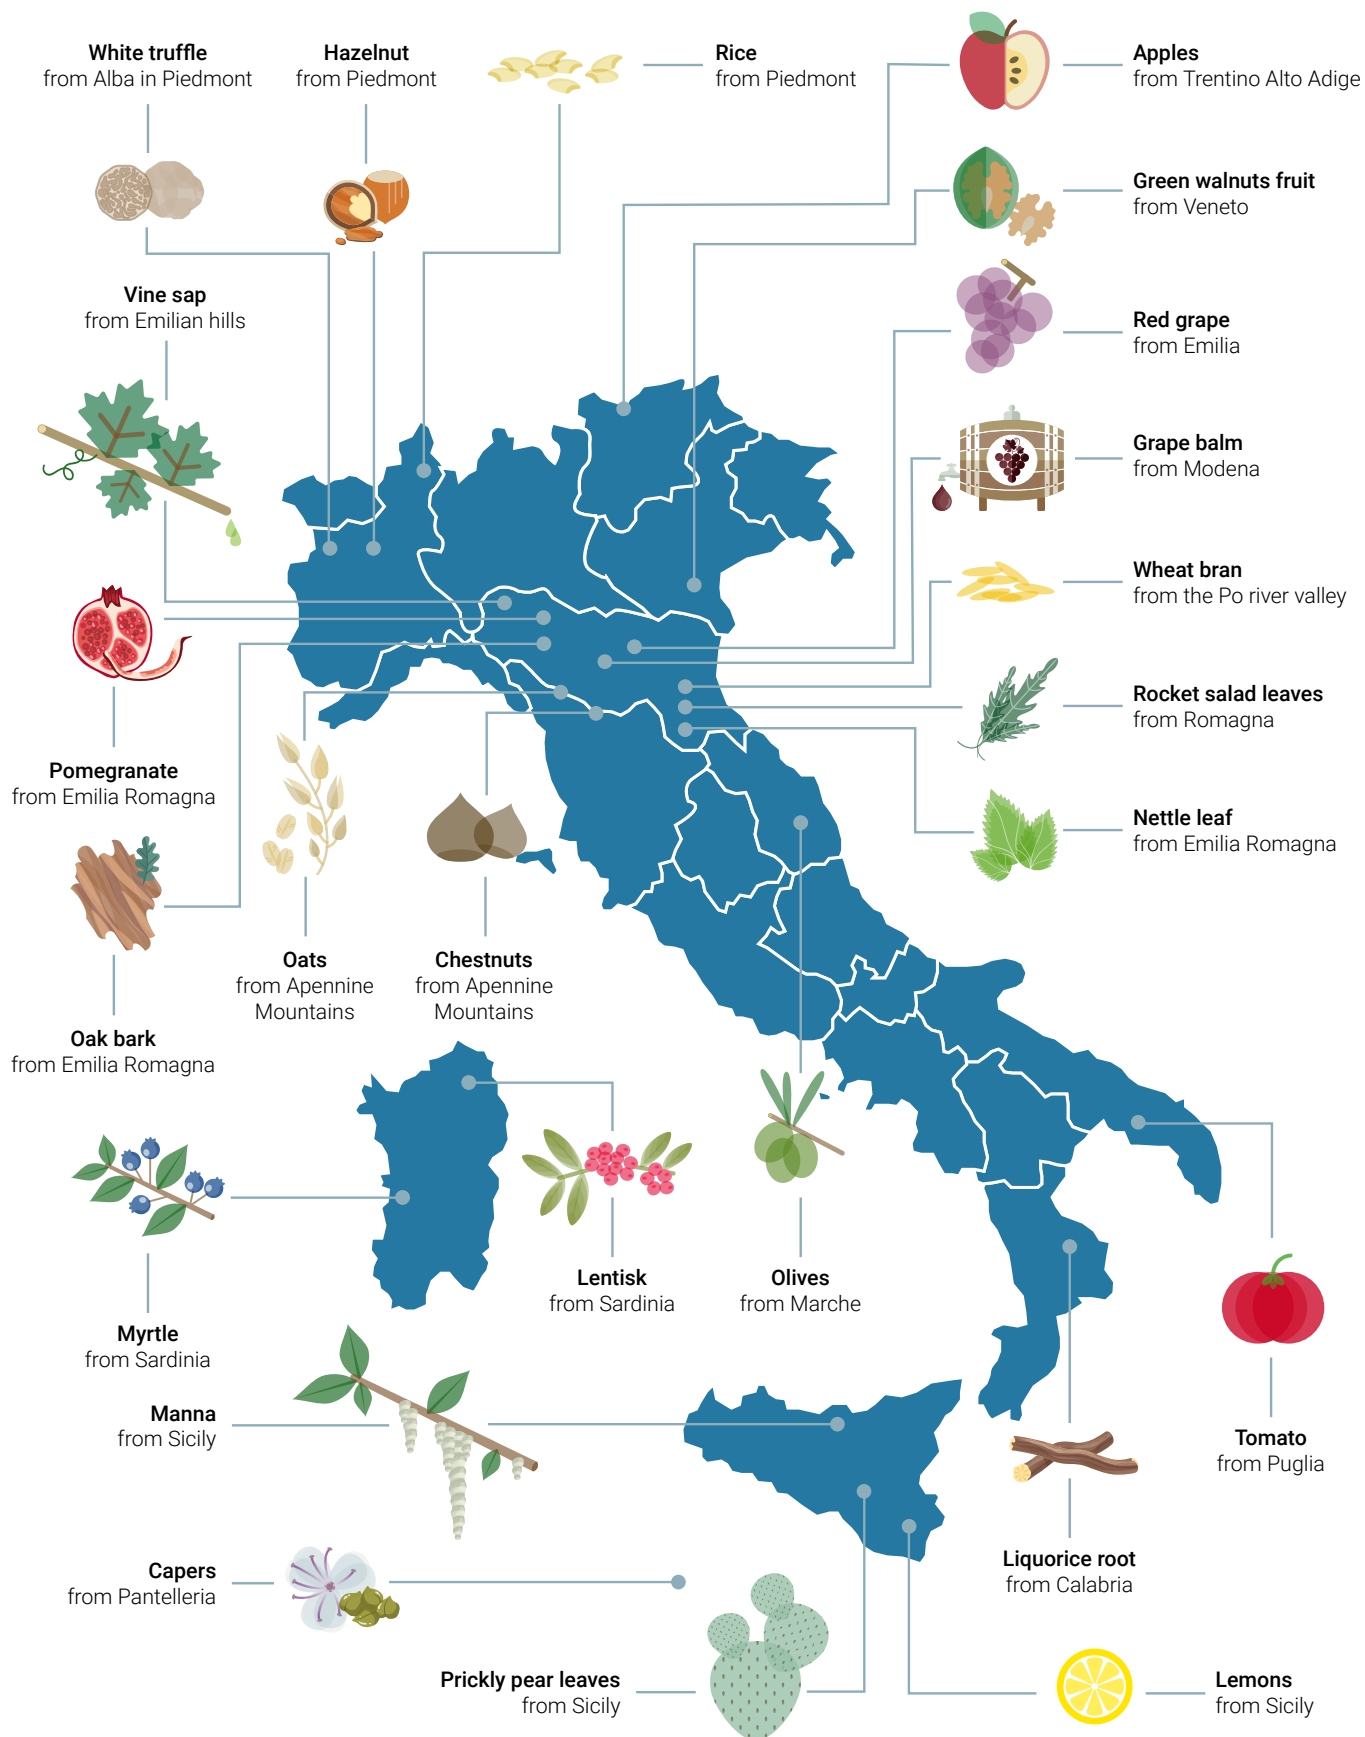 White truffle
from Alba in Piedmont
Hazelnut
from Piedmont
Rice
from Piedmont
Apples
from Trentino Alto Adige
Green walnuts fruit
from Veneto
Vine sap
from Emilian hills
Red grape
from Emilia
Grape balm
from Modena
Wheat bran
from the Po river valley
Rocket salad leaves
from Romagna
Pomegranate
from Emilia Romagna
Nettle leaf
from Emilia Romagna
Oats
from Apennine
Mountains
Chestnuts
from Apennine
Mountains
Oak bark
from Emilia Romagna
Lentisk
from Sardinia
Olives
from Marche
Myrtle
from Sardinia
Manna
from Sicily
Tomato
from Puglia
Liquorice root
from Calabria
Capers
from Pantelleria
Prickly pear leaves
from Sicily
Lemons
from Sicily